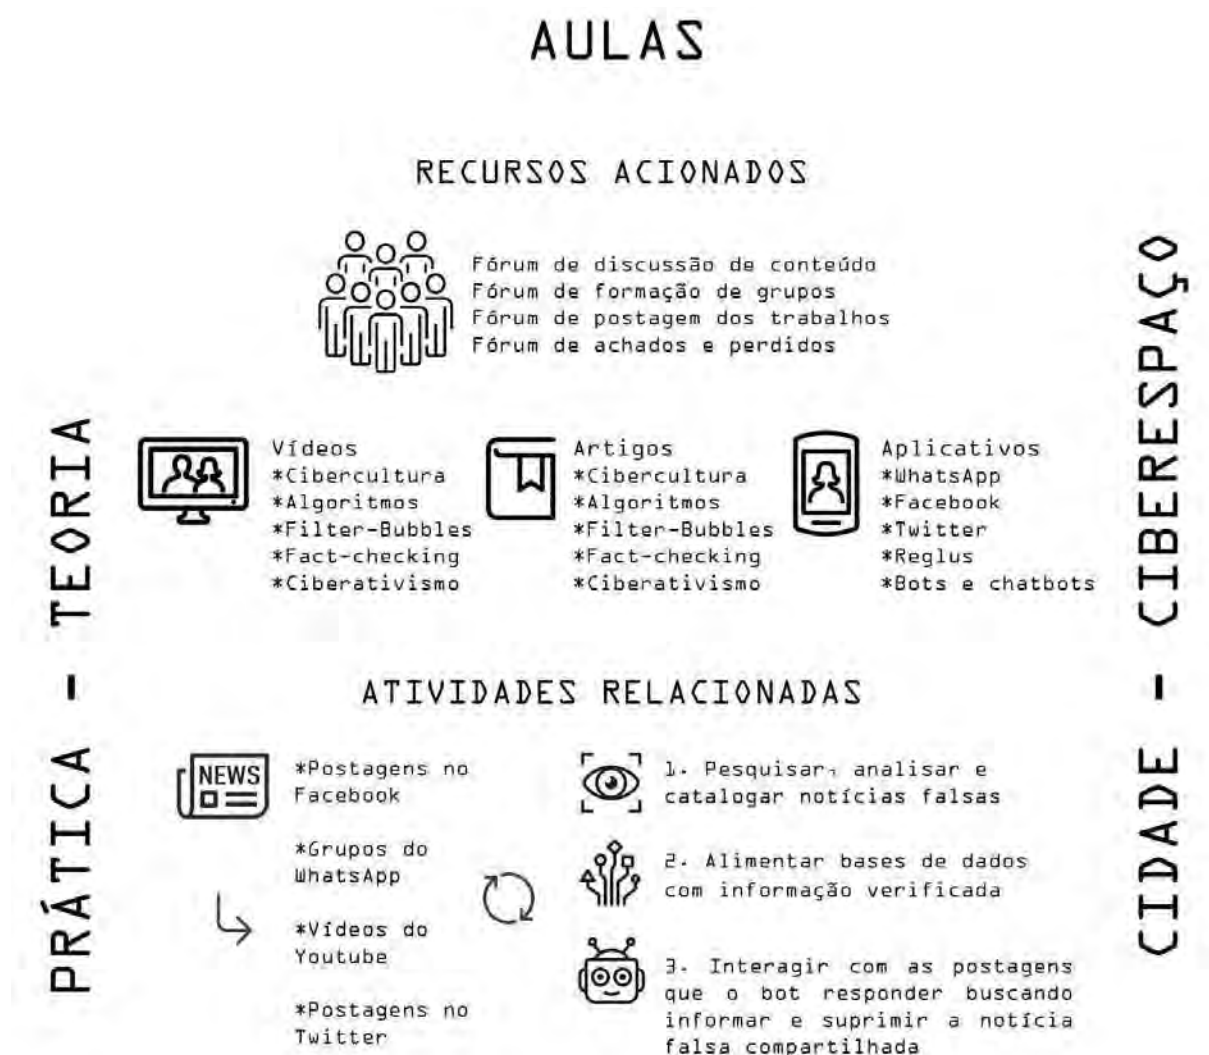 AULAS
RECURSOS ACIONADOS
Fórum de discussão de conteúdo
Fórum de formação de grupos
Fórum de postagem dos trabalhos
Fórum de achados e perdidos
Vídeos
*Cibercultura
*Algoritmos
*Filter-Bubbles
*Fact-checking
*Ciberativismo
Artigos
*Cibercultura
*Algoritmos
*Filter-Bubbles
*Fact-checking
*Ciberativismo
Aplicativos
*WhatsApp
*Facebook
*Twitter
*Reglus
*Bots e chatbots
ATIVIDADES RELACIONADAS
NEWS
*Postagens no
Facebook
*Grupos do
WhatsApp
*Vídeos do
Youtube
*Postagens no
Twitter
1. Pesquisar, analisar e
catalogar notícias falsas
2. Alimentar bases de dados
com informação verificada
3. Interagir com as postagens
que o bot responder buscando
informar e suprimir a notícia
falsa compartilhada
PRÁTICA - TEORIA
CIDADE - CIBERESPAÇO